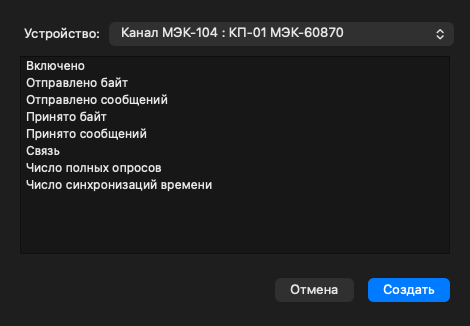 Устройство: Канал МЭК-104 : КП-01 МЭК-60870
Включено
Отправлено байт
Отправлено сообщений
Принято байт
Принято сообщений
Связь
Число полных опросов
Число синхронизаций времени
Отмена Создать